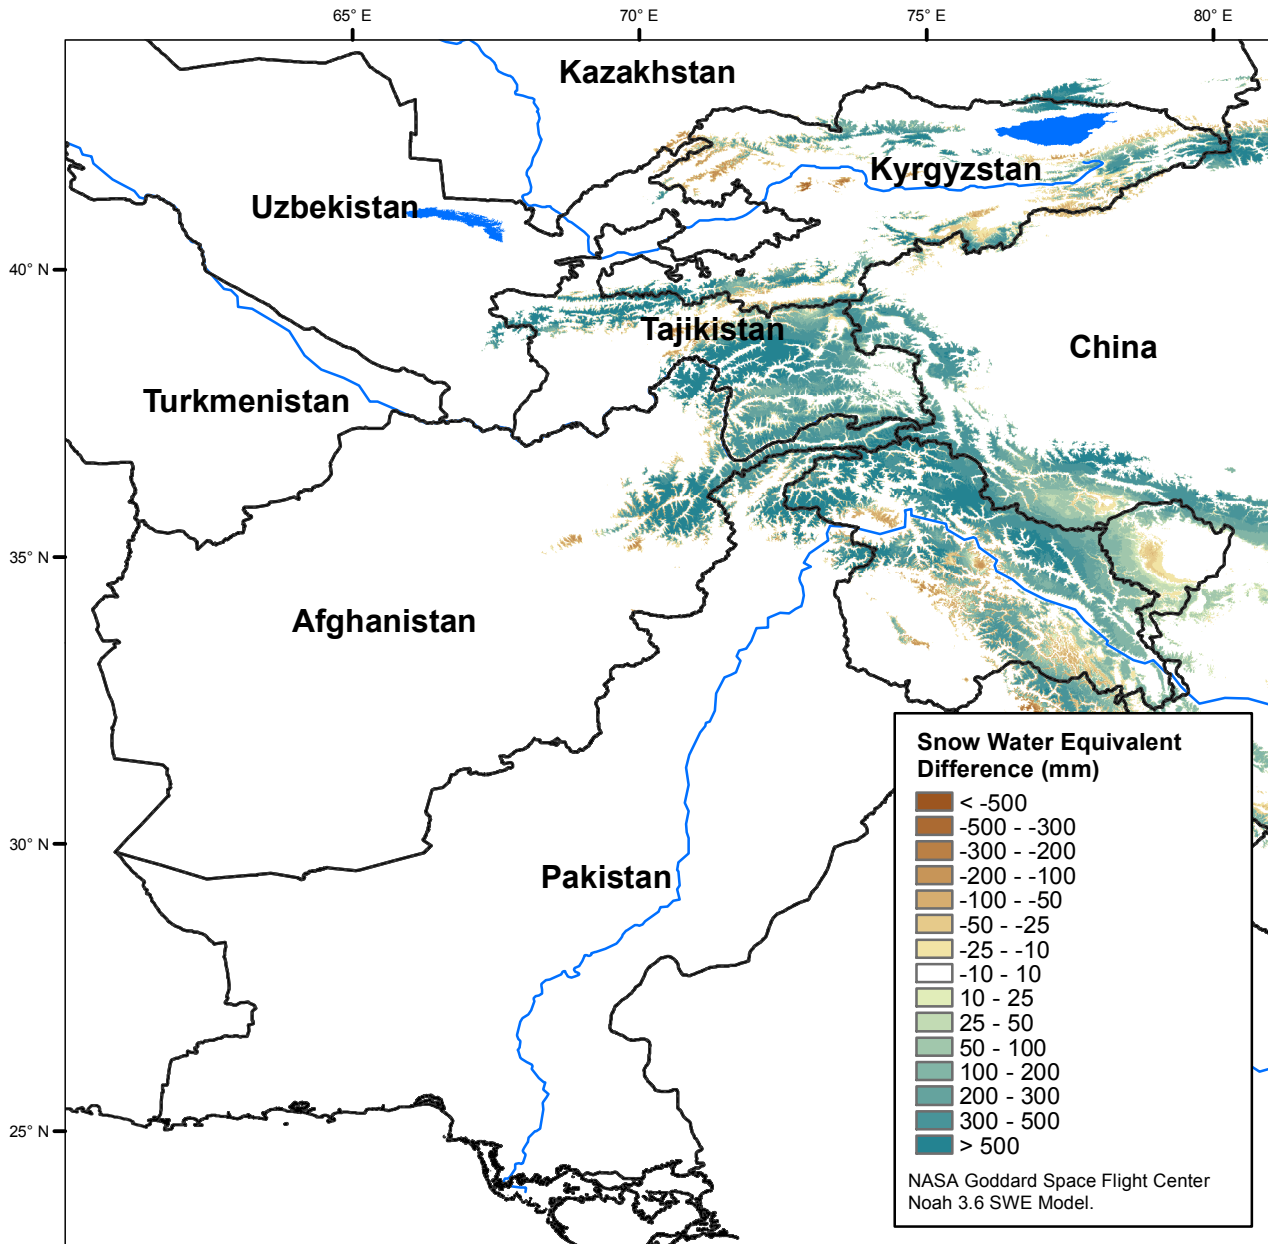 65° E
70° E
75° E
80° E
Kazakhstan
Kyrgyzstan
Uzbekistan
40° N
Tajikistan
China
Turkmenistan
35° N
Afghanistan
30° N
Pakistan
25° N
Snow Water Equivalent
Difference (mm)
< -500
-500 - -300
-300 - -200
-200 - -100
-100 - -50
-50 - -25
-25 - -10
-10 - 10
10 - 25
25 - 50
50 - 100
100 - 200
200 - 300
300 - 500
> 500
NASA Goddard Space Flight Center
Noah 3.6 SWE Model.